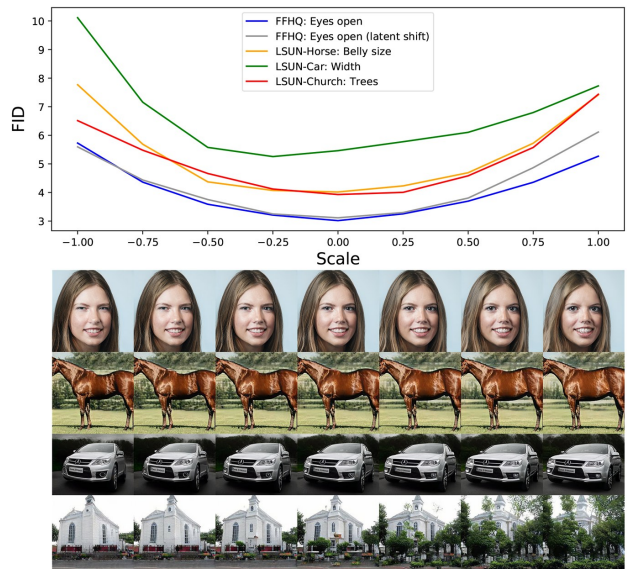 FFHQ: Eyes open
FFHQ: Eyes open (latent shift)
LSUN-Horse: Belly size
LSUN-Car: Width
LSUN-Church: Trees
10
9
8
7
6
5
4
3
FID
−1.00 −0.75 −0.50 −0.25 0.00 0.25 0.50 0.75 1.00
Scale